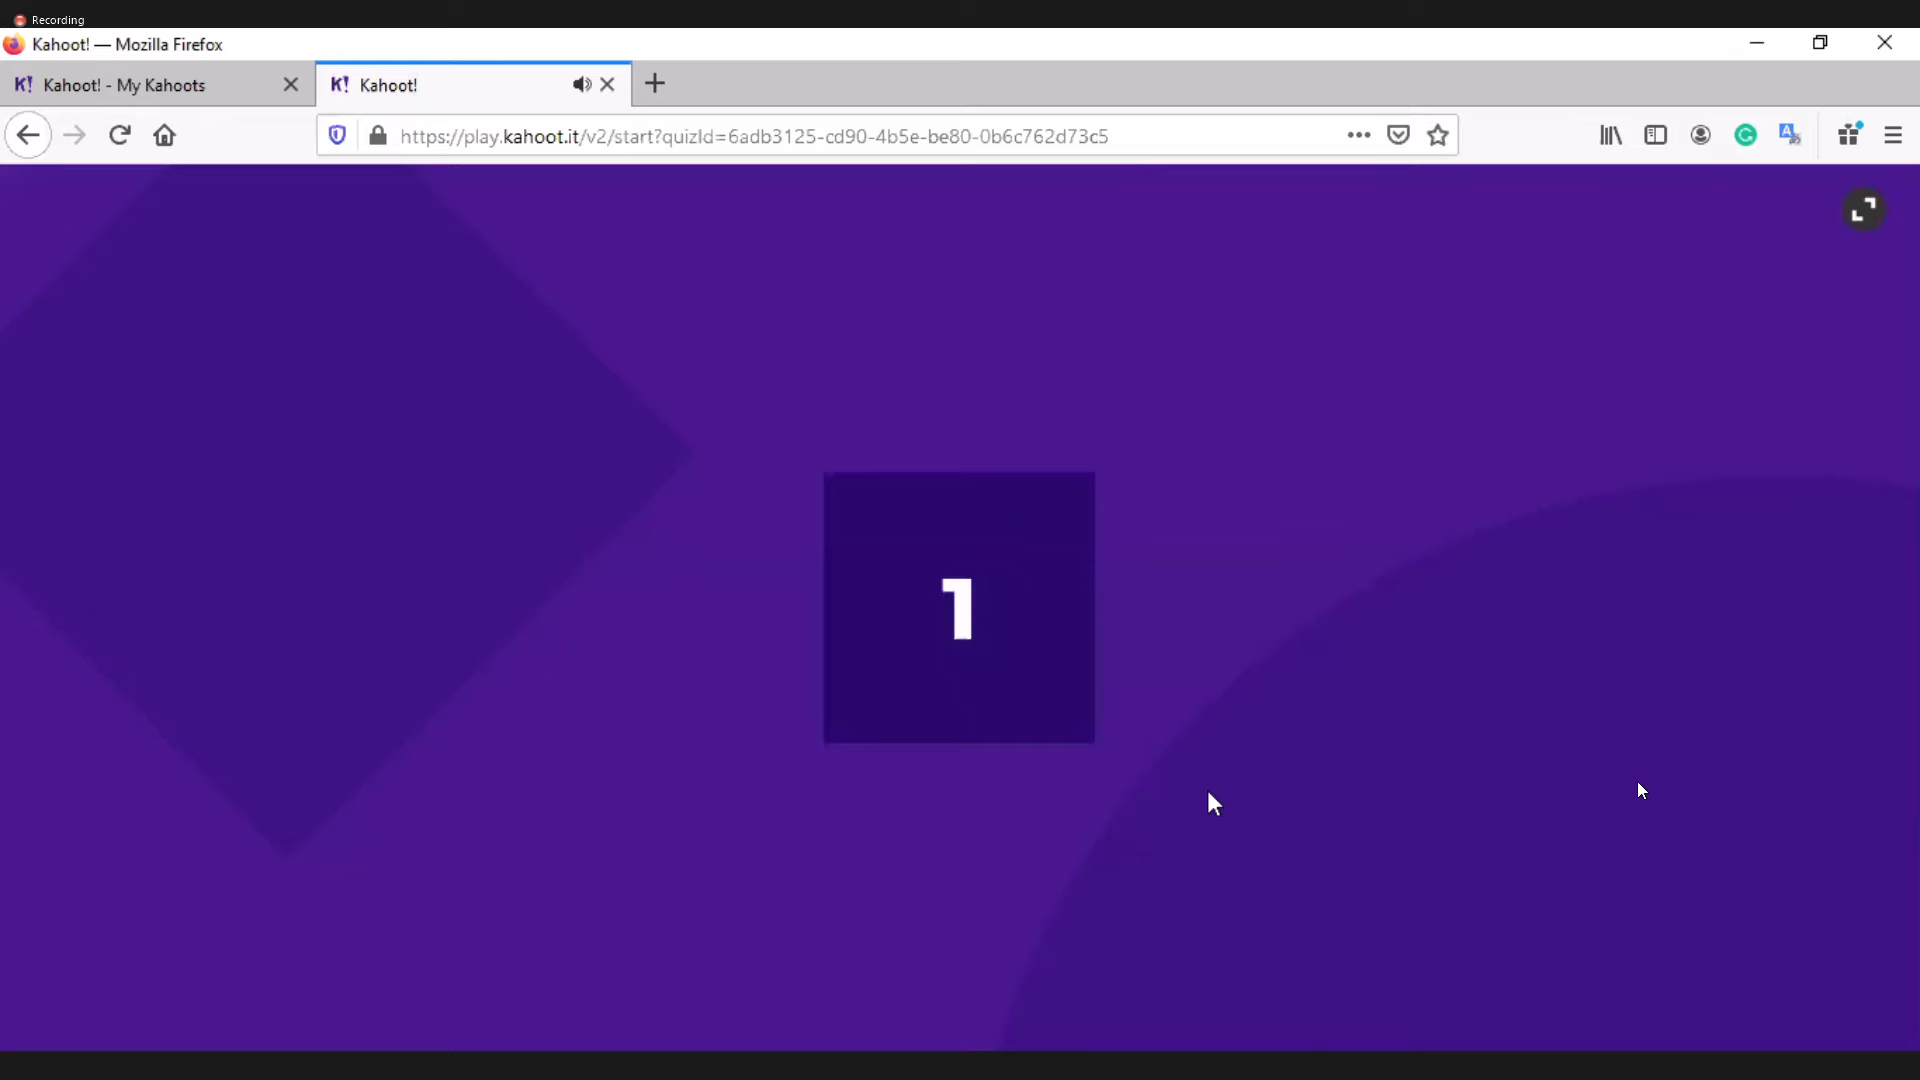 Recording
Kahoot! — Mozilla Firefox
K! Kahoot! - My Kahoots
K! Kahoot!
https://play.kahoot.it/v2/start?quizId=6adb3125-cd90-4b5e-be80-0b6c762d73c5
1